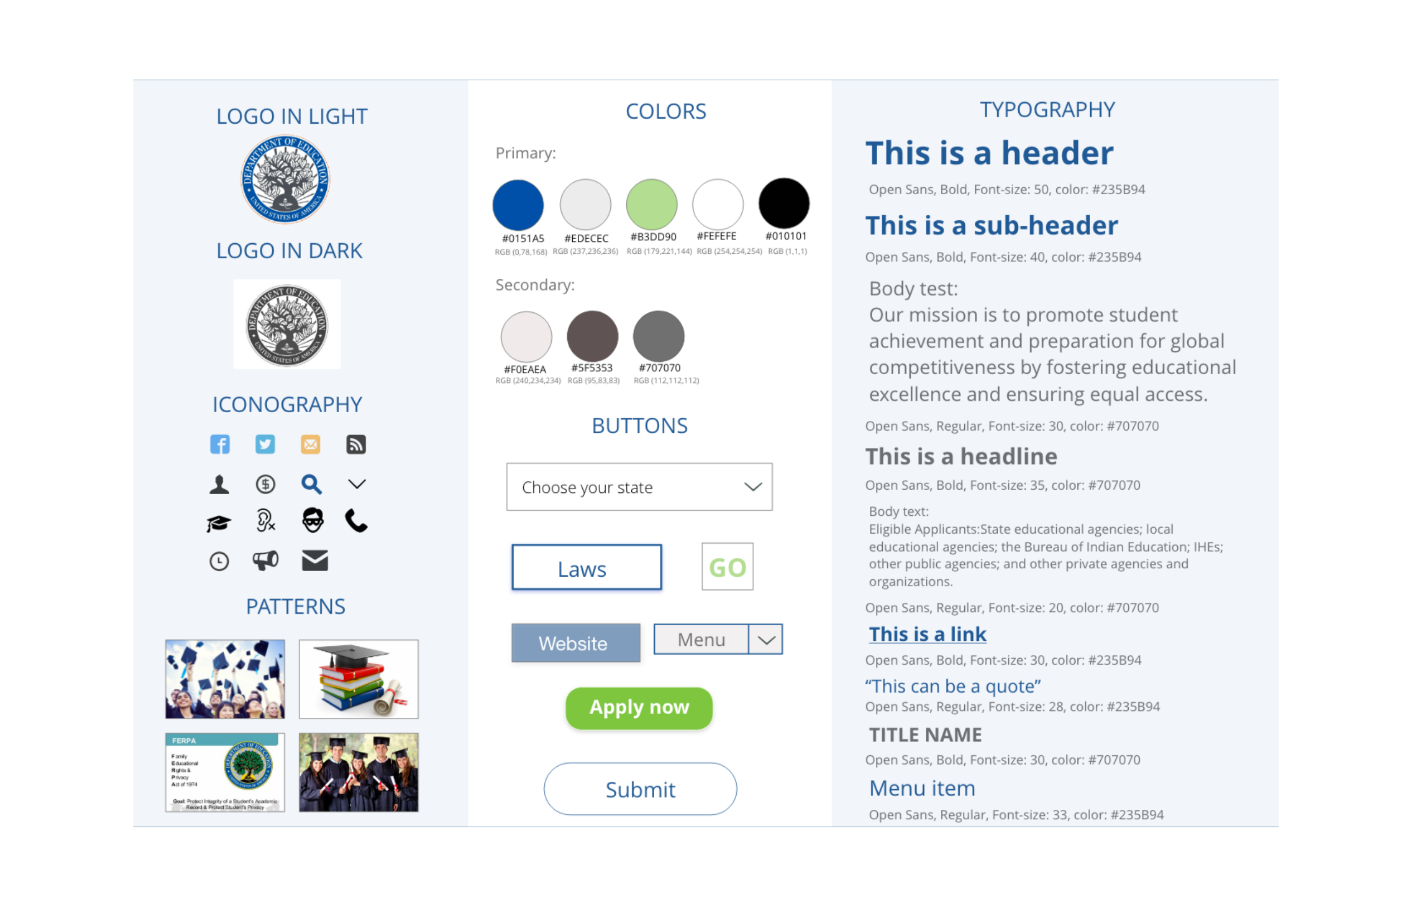 LOGO IN LIGHT
DEPARTMENT OF EDUCATION
UNITED STATES OF AMERICA
LOGO IN DARK
DEPARTMENT OF EDUCATION
UNITED STATES OF AMERICA
ICONOGRAPHY
PATTERNS
FERPA
Family
Educational
Rights &
Privacy
Act of 1974
Goal: Protect Integrity of a Student's Academic
Record & Protect Student's Privacy
COLORS
Primary:
#0151A5 #EDECEC #B3DD90 #FEFEFE #010101
RGB (0,78,168) RGB (237,236,236) RGB (179,221,144) RGB (254,254,254) RGB (1,1,1)
Secondary:
#F0EAEA #5F5353 #707070
RGB (240,234,234) RGB (95,83,83) RGB (112,112,112)
BUTTONS
Choose your state
Laws GO
Website Menu
Apply now
Submit
TYPOGRAPHY
This is a header
Open Sans, Bold, Font-size: 50, color: #235B94
This is a sub-header
Open Sans, Bold, Font-size: 40, color: #235B94
Body test:
Our mission is to promote student
achievement and preparation for global
competitiveness by fostering educational
excellence and ensuring equal access.
Open Sans, Regular, Font-size: 30, color: #707070
This is a headline
Open Sans, Bold, Font-size: 35, color: #707070
Body text:
Eligible Applicants:State educational agencies; local
educational agencies; the Bureau of Indian Education; IHEs;
other public agencies; and other private agencies and
organizations.
Open Sans, Regular, Font-size: 20, color: #707070
This is a link
Open Sans, Bold, Font-size: 30, color: #235B94
“This can be a quote”
Open Sans, Regular, Font-size: 28, color: #235B94
TITLE NAME
Open Sans, Bold, Font-size: 30, color: #707070
Menu item
Open Sans, Regular, Font-size: 33, color: #235B94